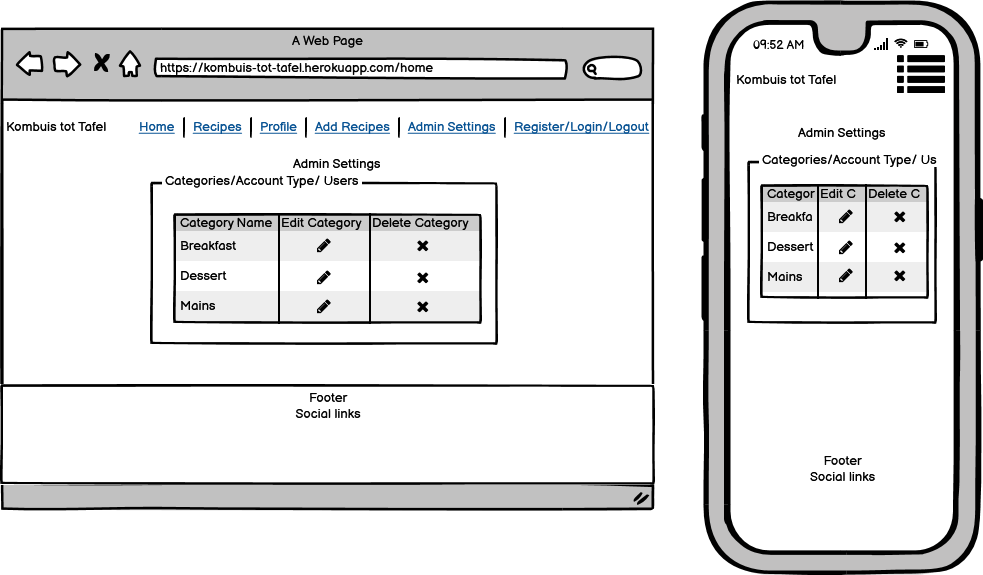 A Web Page
https://kombuis-tot-tafel.herokuapp.com/home
Kombuis tot Tafel Home Recipes Profile Add Recipes Admin Settings Register/Login/Logout
Admin Settings
Categories/Account Type/ Users
Category Name Edit Category Delete Category
Breakfast
Dessert
Mains
Footer
Social links
09:52 AM
Kombuis tot Tafel
Admin Settings
Categories/Account Type/ Us
Categor Edit C Delete C
Breakfa
Dessert
Mains
Footer
Social links